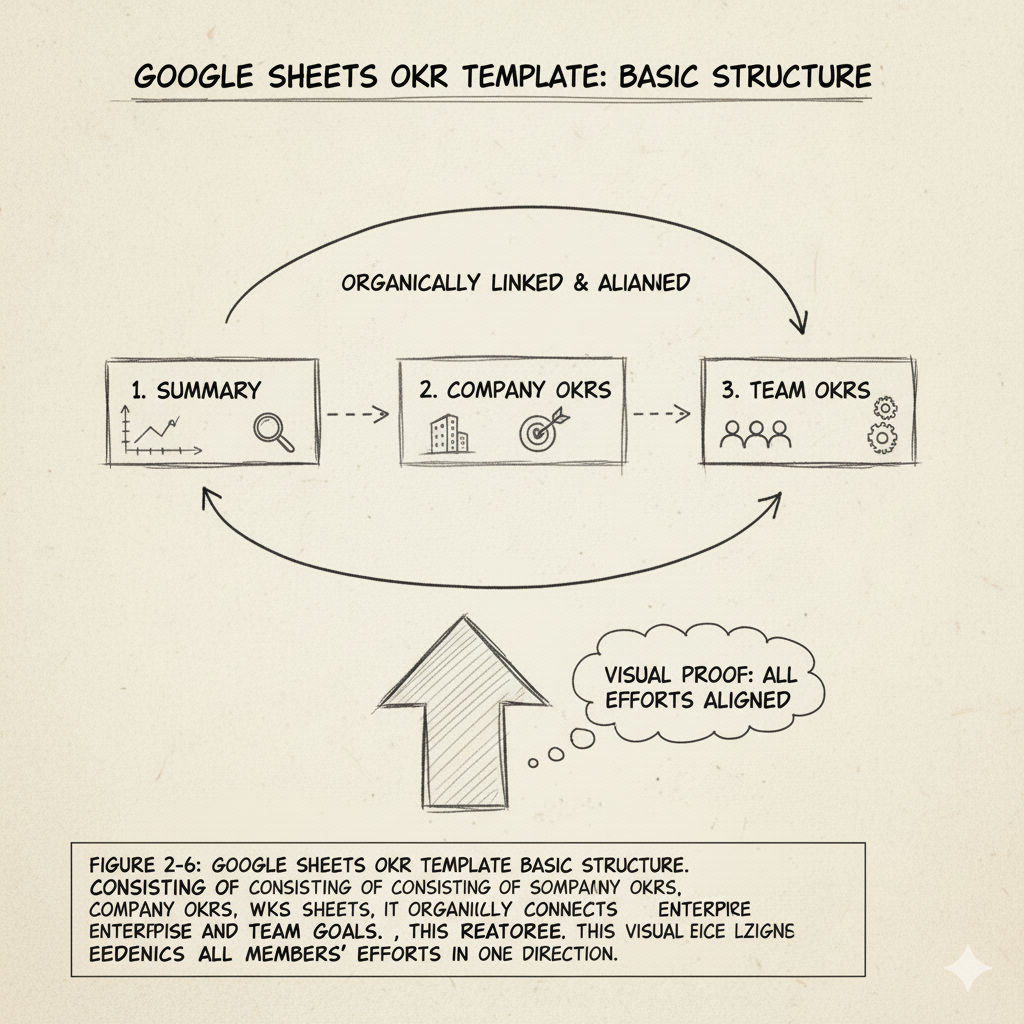 GOOGLE SHEETS OKR TEMPLATE: BASIC STRUCTURE
ORGANICALLY LINKED & ALIANNED
1. SUMMARY
2. COMPANY OKRS
3. TEAM OKRS
VISUAL PROOF: ALL
EFFORTS ALIGNED
FIGURE 2-6: GOOGLE SHEETS OKR TEMPLATE BASIC STRUCTURE.
CONSISTING OF CONSISTING OF CONSISTING OF SOMPANNY OKRS,
COMPANY OKRS, WKS SHEETS, IT ORGANIILLY CONNECTS ENTERPIRE
ENTERFPISE AND TEAM GOALS. , THIS REATOREE. THIS VISUAL EICE LZIGNS
EEDENICS ALL MEMBERS' EFFORTS IN ONE DIRECTION.